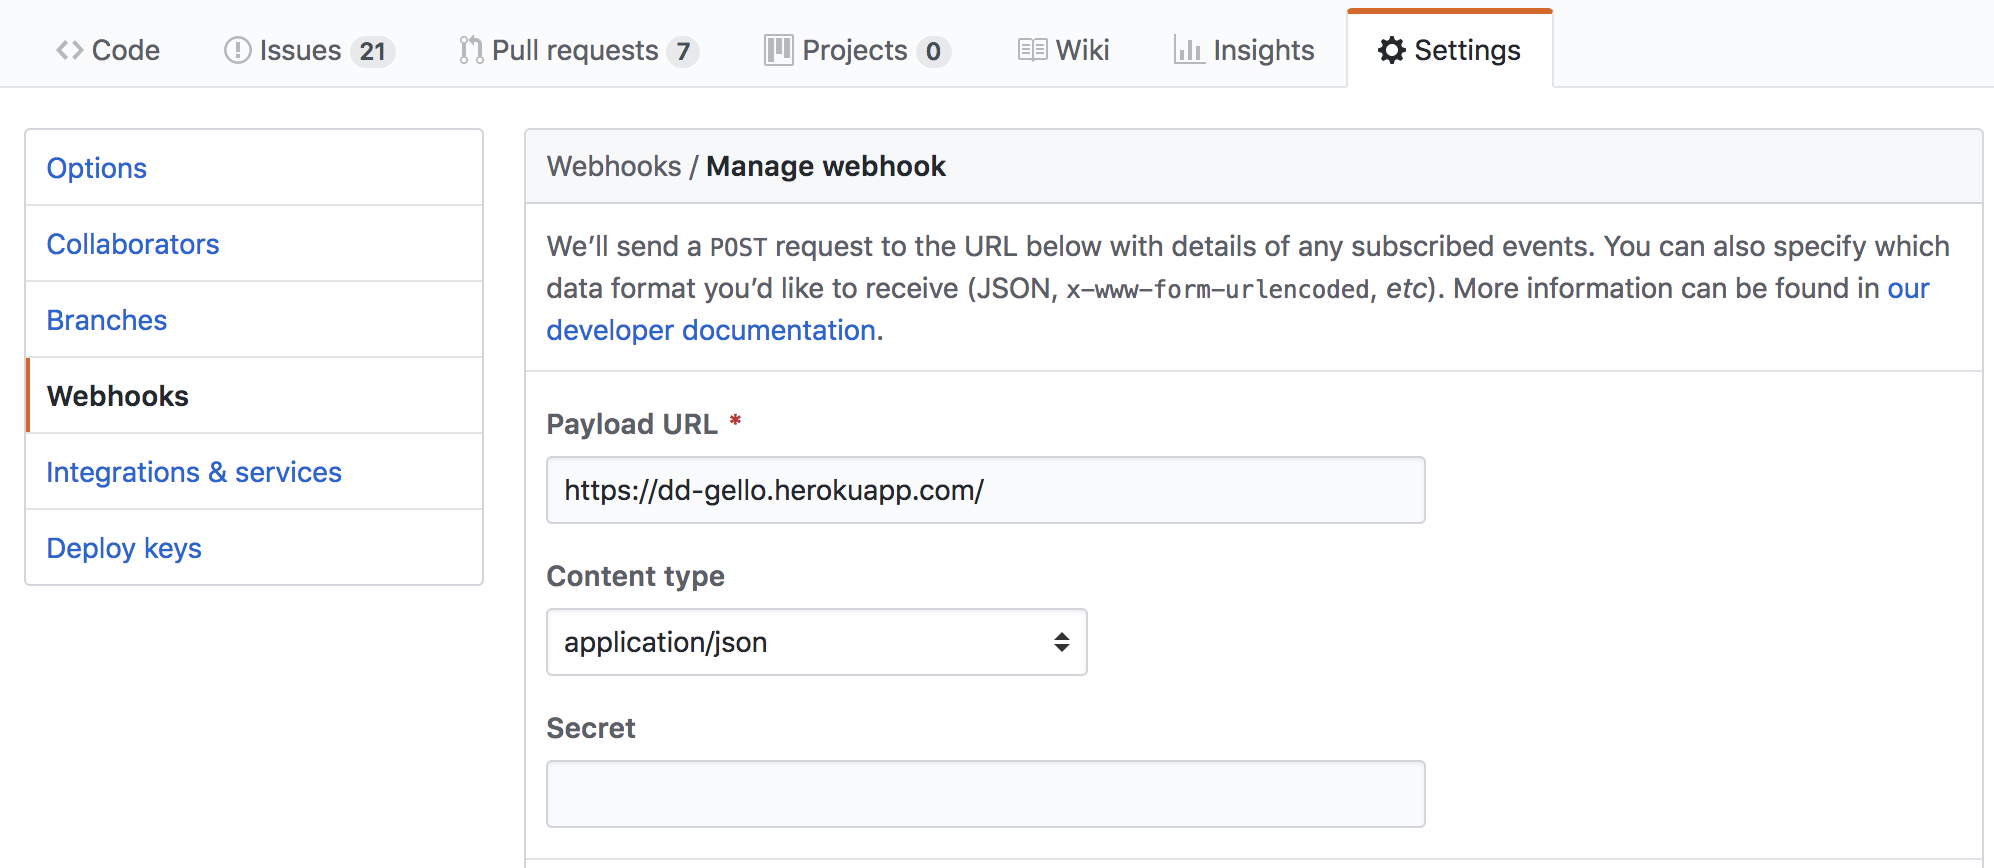 Code Issues 21 Pull requests 7 Projects 0 Wiki Insights Settings
Options
Collaborators
Branches
Webhooks
Integrations & services
Deploy keys
Webhooks / Manage webhook
We’ll send a POST request to the URL below with details of any subscribed events. You can also specify which
data format you’d like to receive (JSON, x-www-form-urlencoded, etc). More information can be found in our
developer documentation.
Payload URL *
https://dd-gello.herokuapp.com/
Content type
application/json
Secret